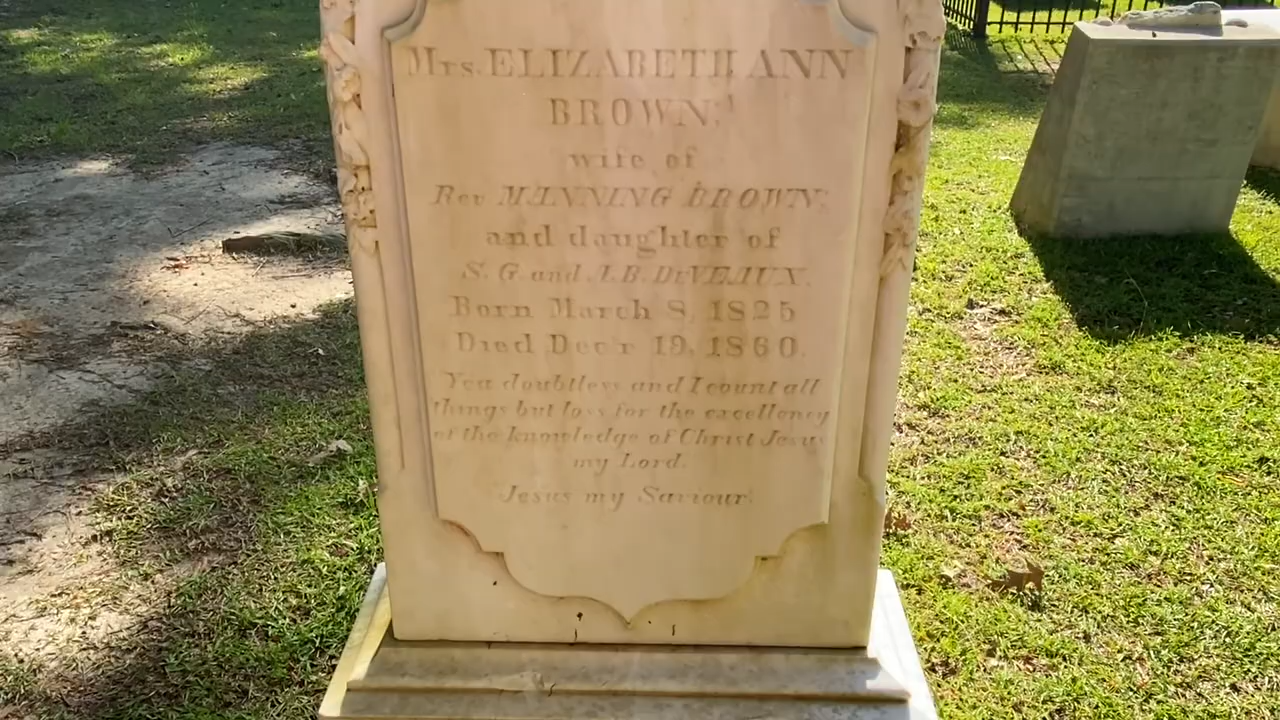 Mrs. ELIZABETH ANN
BROWN,
wife of
Rev MANNING BROWN,
and daughter of
S. G. and A. B. DeVEAUX.
Born March 8, 1825
Died Dec'r 19, 1860.
Yea doubtless and I count all
things but loss for the excellency
of the knowledge of Christ Jesus
my Lord.
Jesus my Saviour.